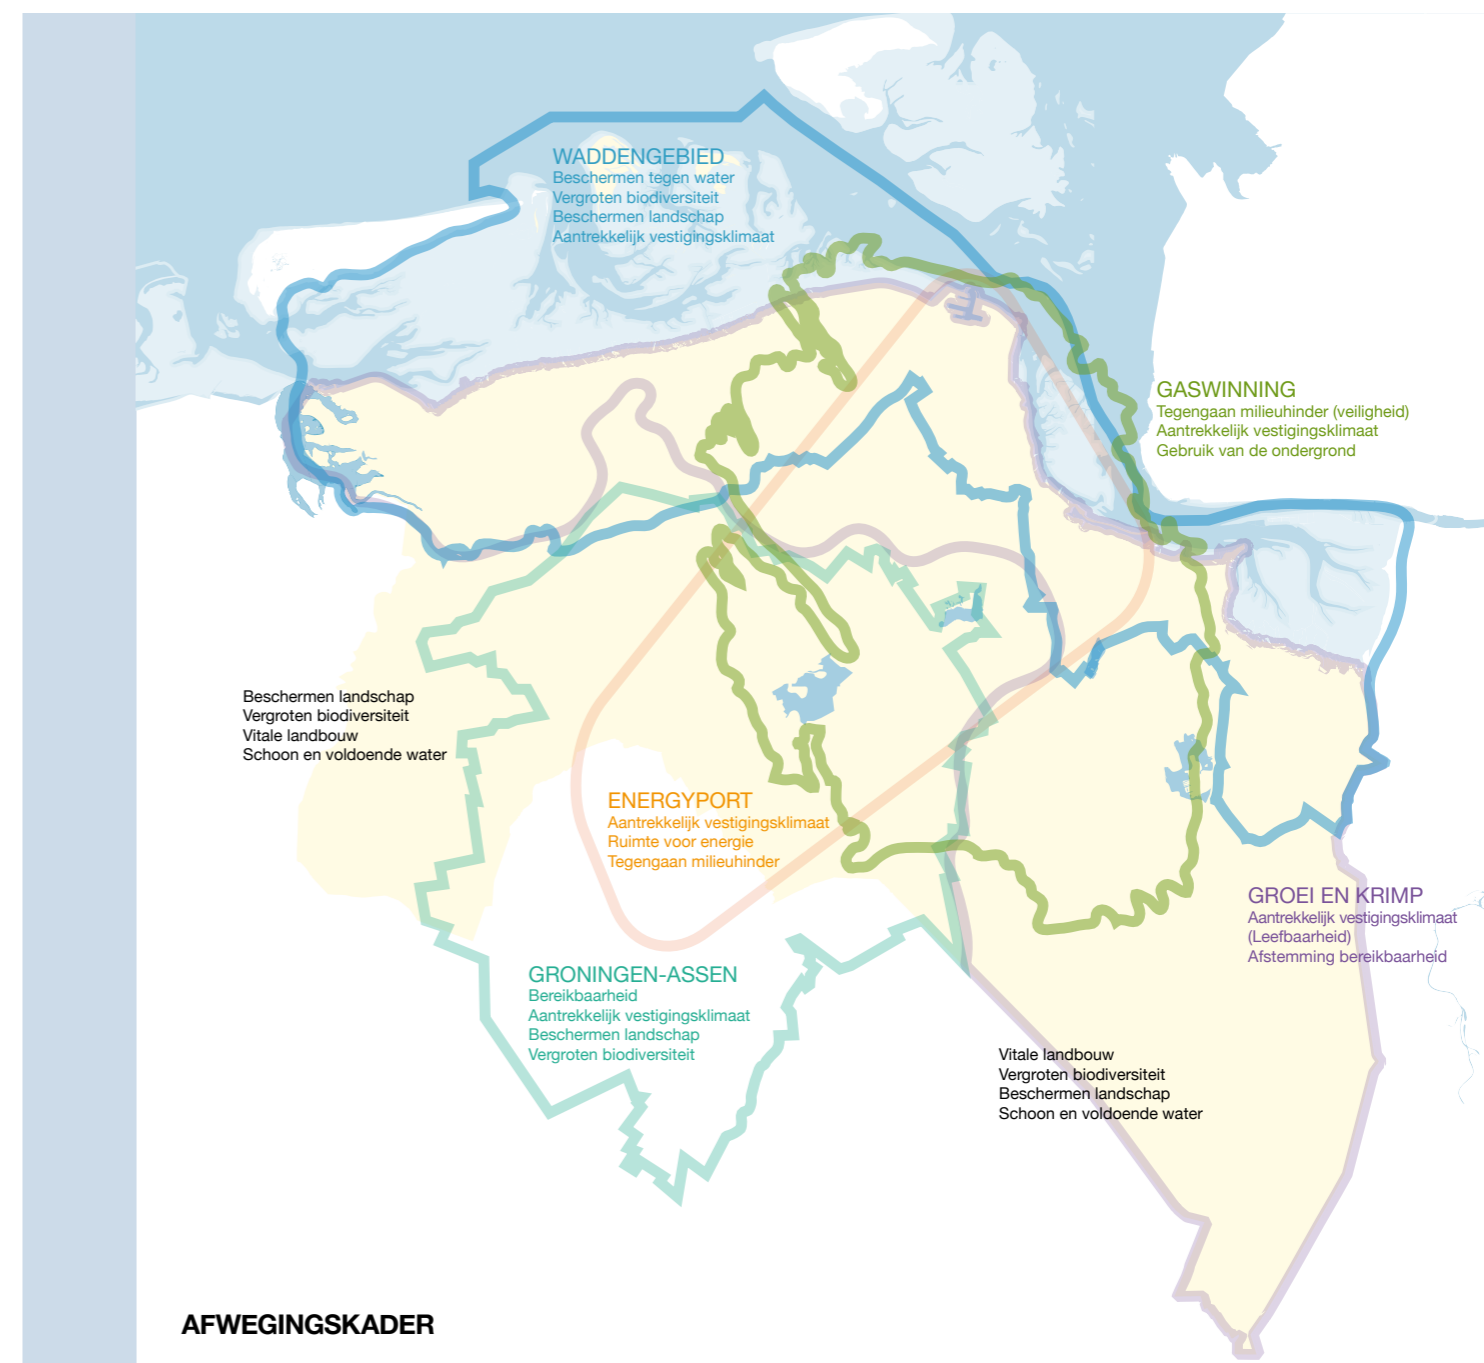 WADDENGEBIED
Beschermen tegen water
Vergroten biodiversiteit
Beschermen landschap
Aantrekkelijk vestigingsklimaat
GASWINNING
Tegengaan milieuhinder (veiligheid)
Aantrekkelijk vestigingsklimaat
Gebruik van de ondergrond
Beschermen landschap
Vergroten biodiversiteit
Vitale landbouw
Schoon en voldoende water
ENERGYPORT
Aantrekkelijk vestigingsklimaat
Ruimte voor energie
Tegengaan milieuhinder
GROEI EN KRIMP
Aantrekkelijk vestigingsklimaat
(Leefbaarheid)
Afstemming bereikbaarheid
GRONINGEN-ASSEN
Bereikbaarheid
Aantrekkelijk vestigingsklimaat
Beschermen landschap
Vergroten biodiversiteit
Vitale landbouw
Vergroten biodiversiteit
Beschermen landschap
Schoon en voldoende water
AFWEGINGSKADER